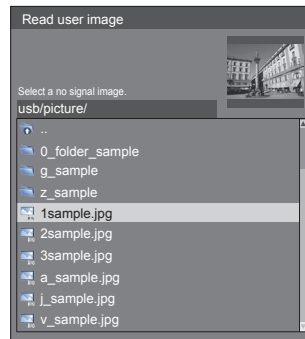 Read user image
Select a no signal image.
usb/picture/
..
0_folder_sample
g_sample
z_sample
1sample.jpg
2sample.jpg
3sample.jpg
a_sample.jpg
j_sample.jpg
v_sample.jpg